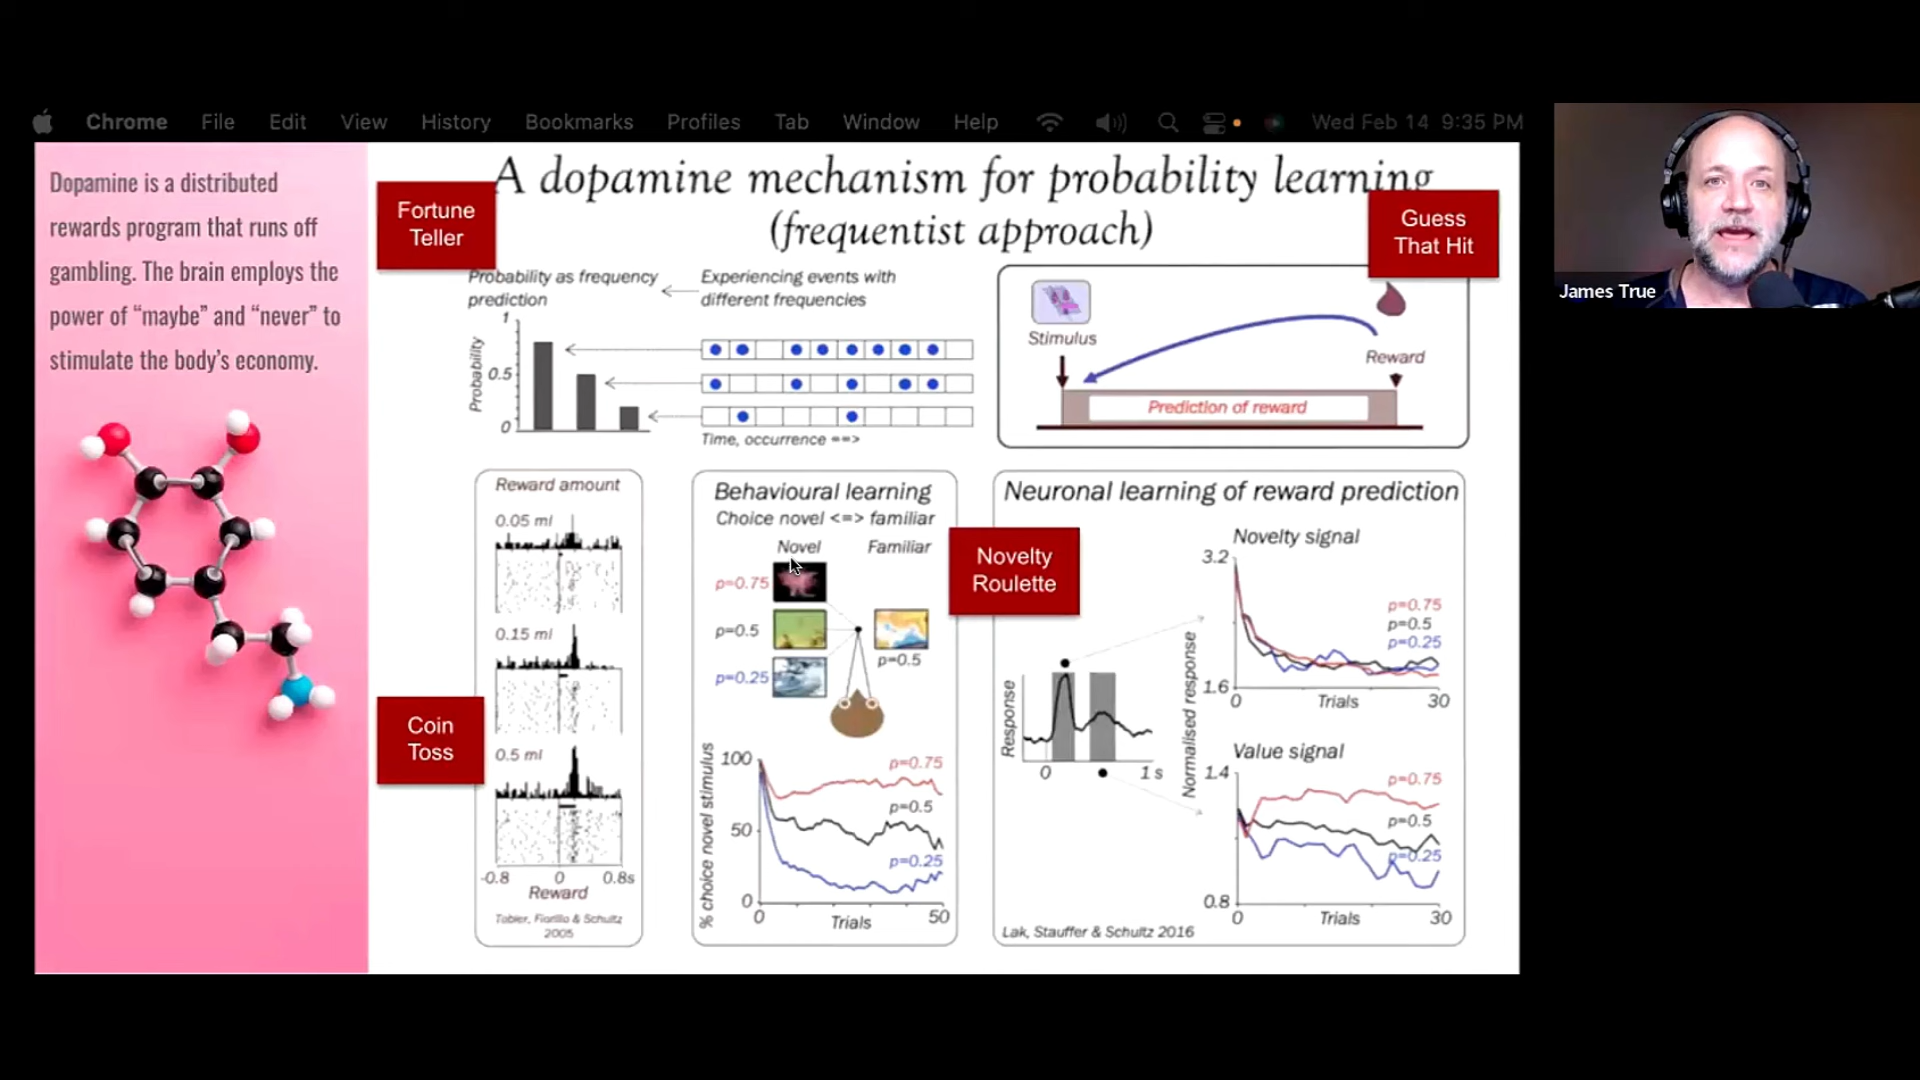 Chrome File Edit View History Bookmarks Profiles Tab Window Help Wed Feb 14 9:35 PM
Dopamine is a distributed
rewards program that runs off
gambling. The brain employs the
power of “maybe” and “never” to
stimulate the body’s economy.
A dopamine mechanism for probability learning
(frequentist approach)
Fortune
Teller
Guess
That Hit
James True
Probability as frequency
prediction
Experiencing events with
different frequencies
1
0.5
0
Probability
Time, occurrence ==>
Stimulus
Reward
Prediction of reward
Reward amount
0.05 ml
0.15 ml
0.5 ml
-0.8 0 0.8s
Reward
Tobler, Fiorillo & Schultz
2005
Coin
Toss
Behavioural learning
Choice novel <=> familiar
Novel Familiar
p=0.75
p=0.5
p=0.25
p=0.5
% choice novel stimulus
100
50
0
p=0.75
p=0.5
p=0.25
0 Trials 50
Novelty
Roulette
Neuronal learning of reward prediction
Response
0 1 s
Normalised response
Novelty signal
3.2
1.6
p=0.75
p=0.5
p=0.25
Trials 30
Value signal
1.4
0.8
p=0.75
p=0.5
p=0.25
0 Trials 30
Lak, Stauffer & Schultz 2016